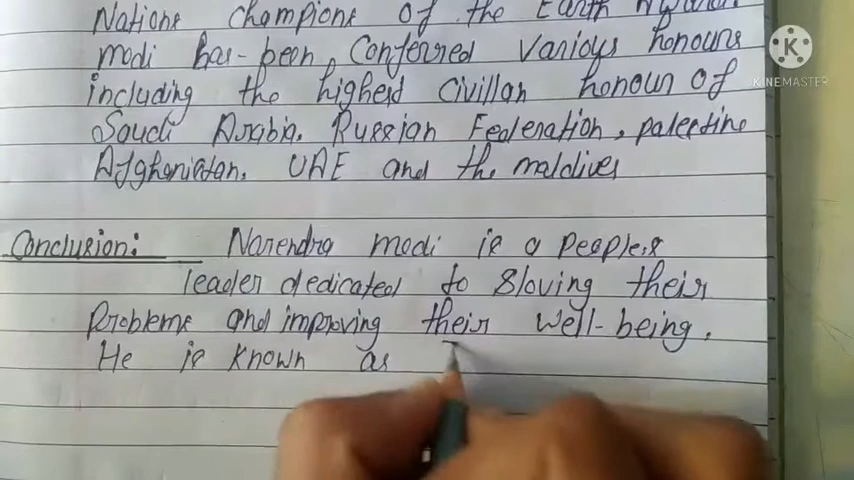 Nations champions of the Earth
modi has-been, Conferred Various honours
including the highest civillan honour of
Saudi Arabia. Russian Federation, palestine
Afghanistan. UAE and the maldives
Conclusion: Narendra modi is a people,s
leader dedicated to Sloving their
Problems and improving their well-being.
He is known as
KINEMASTER